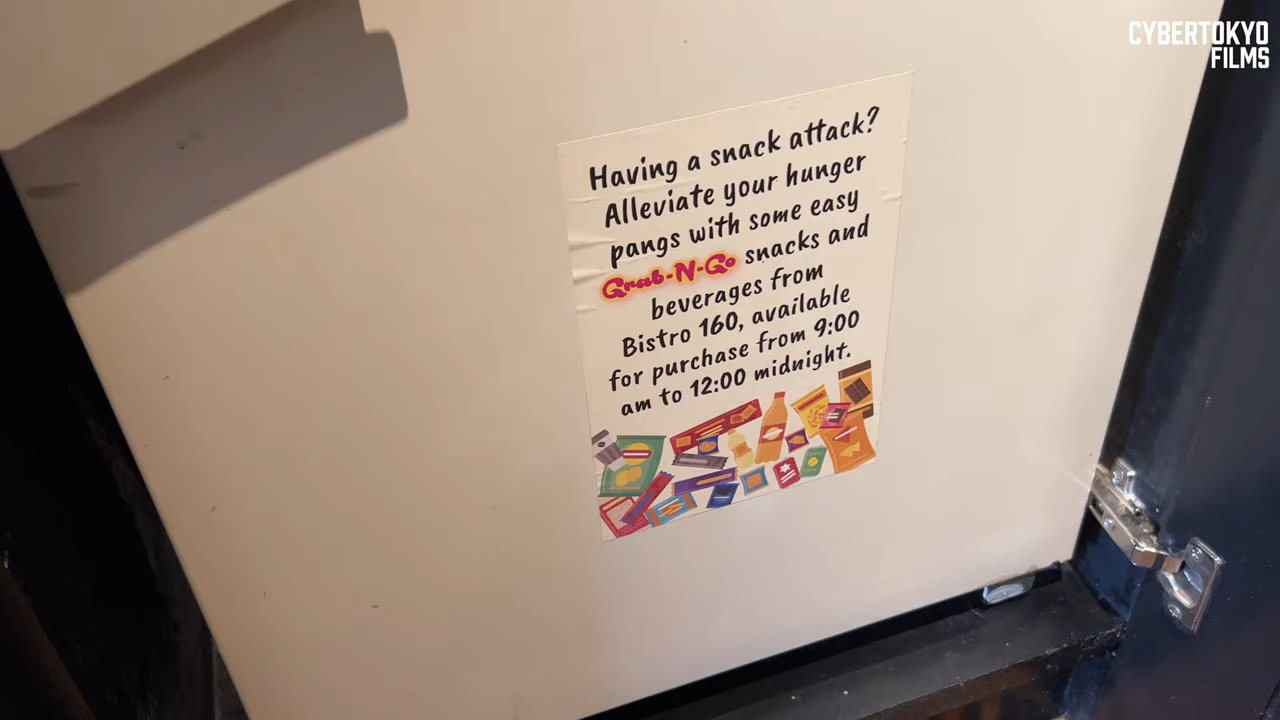 CYBERTOKYO
FILMS
Having a snack attack?
Alleviate your hunger
pangs with some easy
Grab-N-Go snacks and
beverages from
Bistro 160, available
for purchase from 9:00
am to 12:00 midnight.